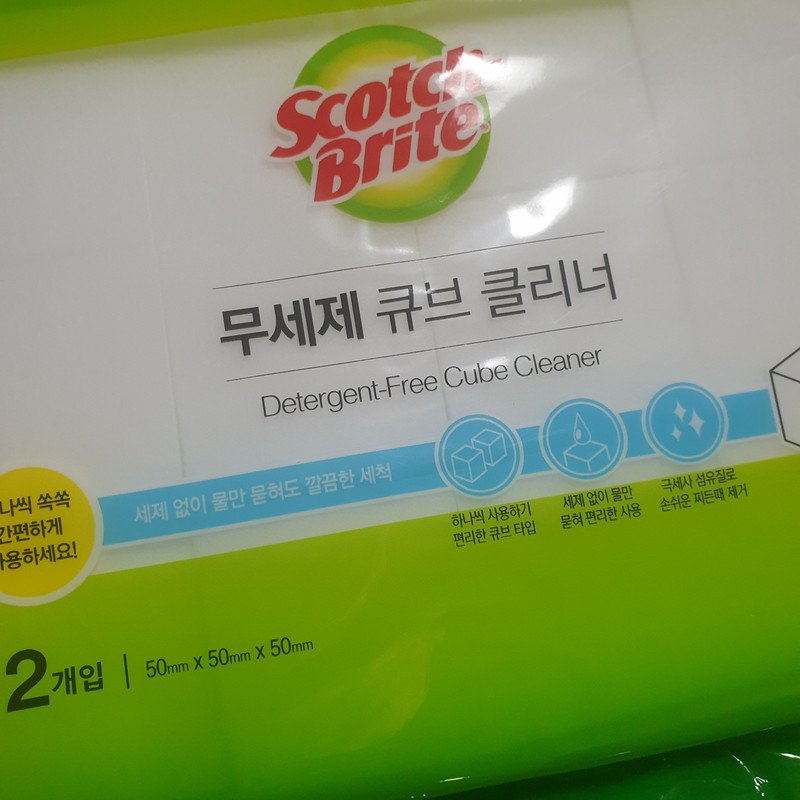 Scotch
Brite
무세제 큐브 클리너
Detergent-Free Cube Cleaner
세제 없이 물만 묻혀도 깔끔한 세척
나씩 쏙쏙
간편하게
사용하세요!
하나씩 사용하기
편리한 큐브 타입
세제 없이 물만
묻혀 편리한 사용
극세사 섬유질로
손쉬운 찌든때 제거
2개입 | 50mm x 50mm x 50mm